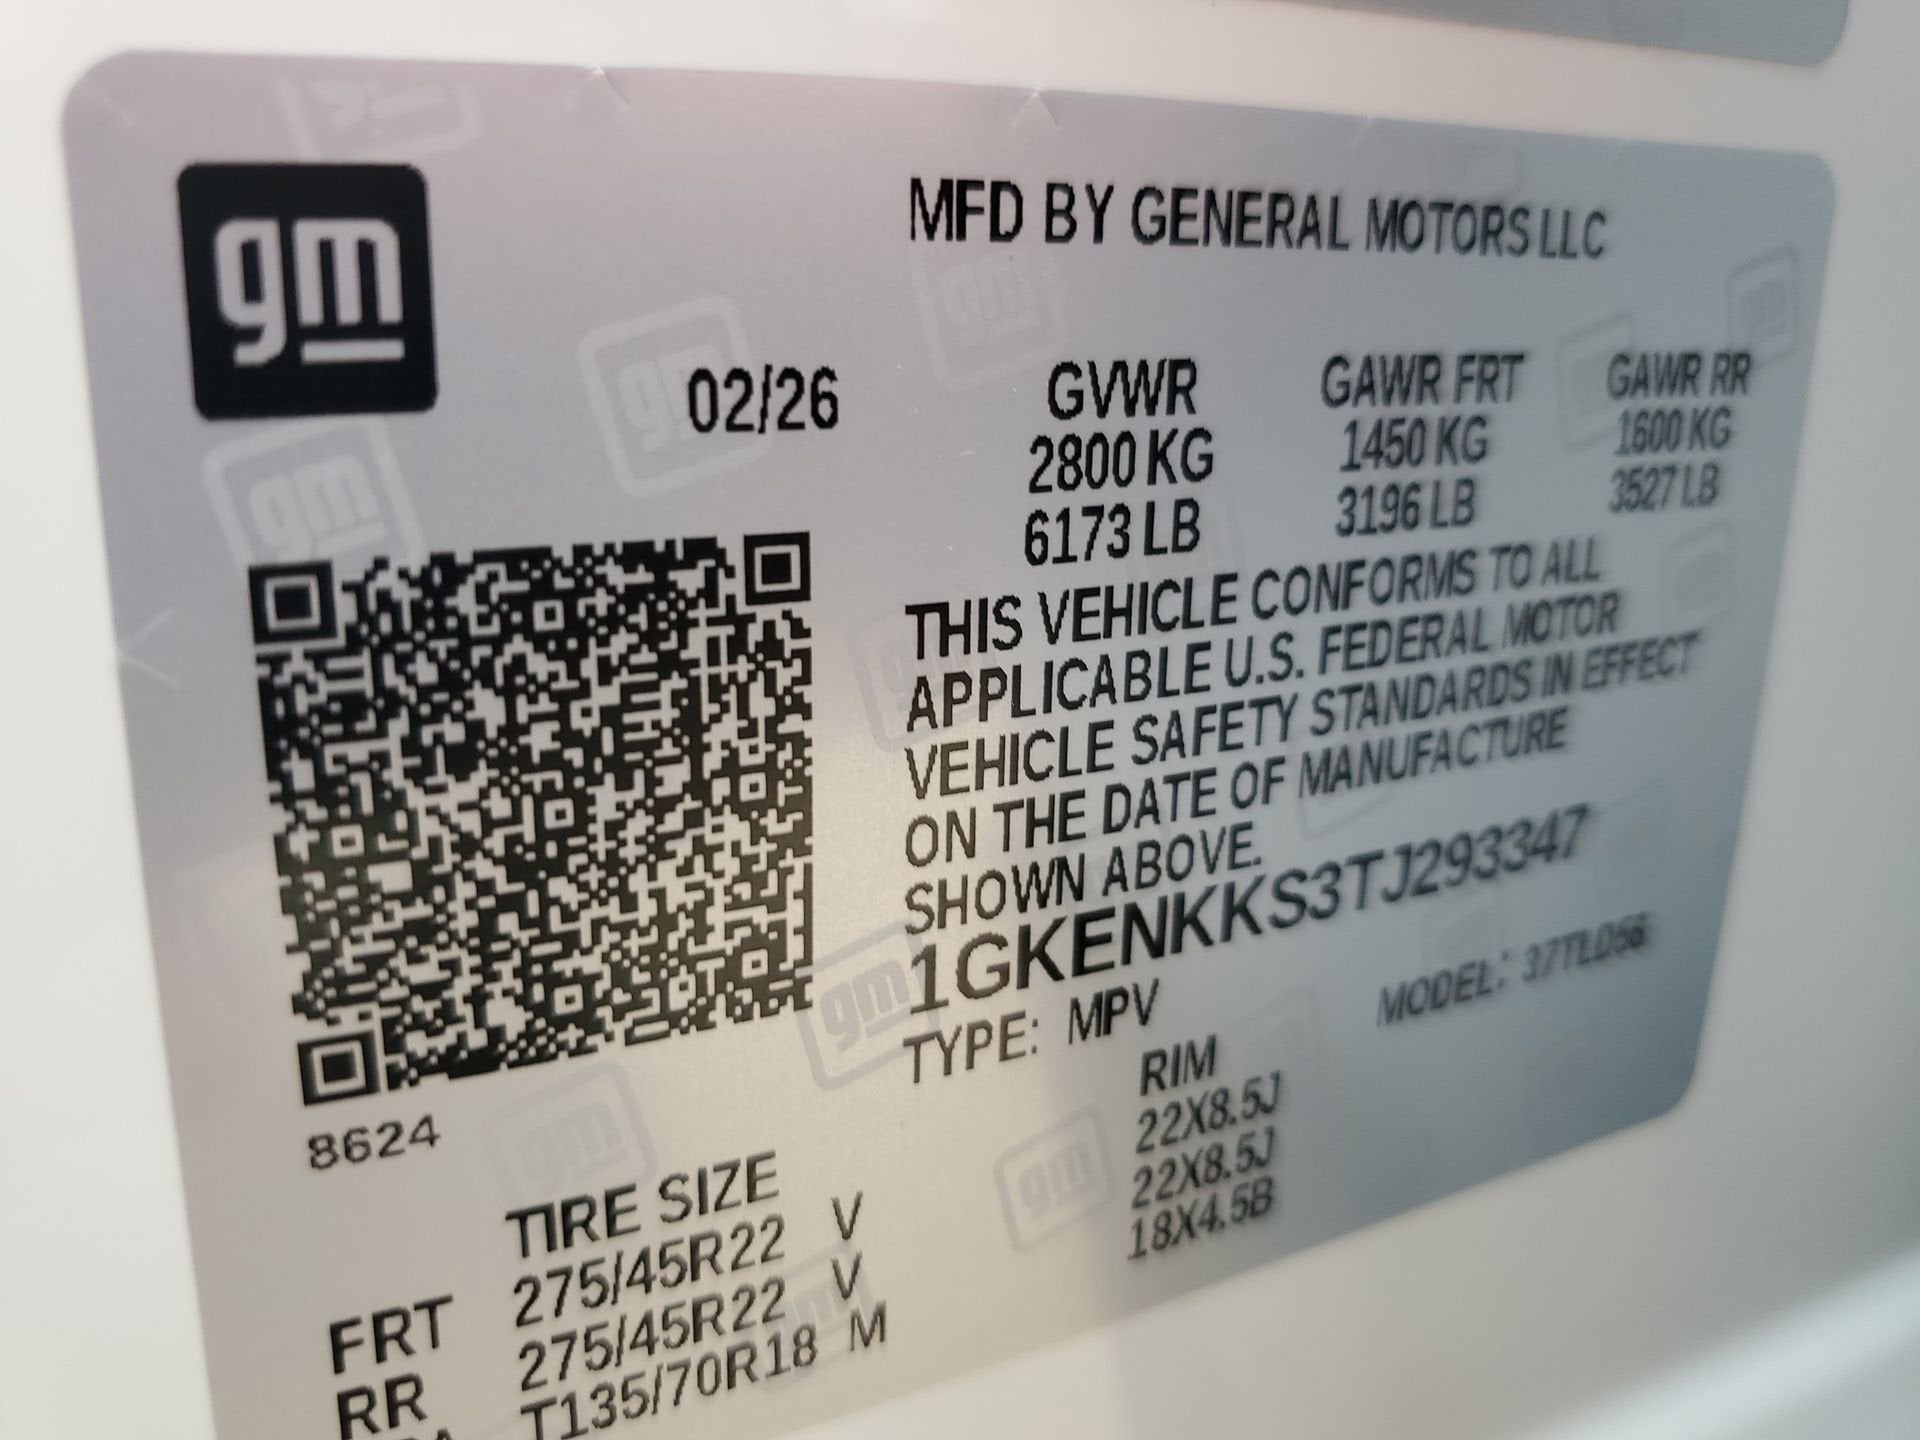 gm
MFD BY GENERAL MOTORS LLC
02/26
GVWR GAWR FRT GAWR RR
2800 KG 1450 KG 1600 KG
6173 LB 3196 LB 3527 LB
THIS VEHICLE CONFORMS TO ALL
APPLICABLE U.S. FEDERAL MOTOR
VEHICLE SAFETY STANDARDS IN EFFECT
ON THE DATE OF MANUFACTURE
SHOWN ABOVE.
1GKENKKS3TJ293347
TYPE: MPV MODEL: 37TLD56
8624
TIRE SIZE RIM
FRT 275/45R22 V 22X8.5J
RR 275/45R22 V 22X8.5J
T135/70R18 M 18X4.5B